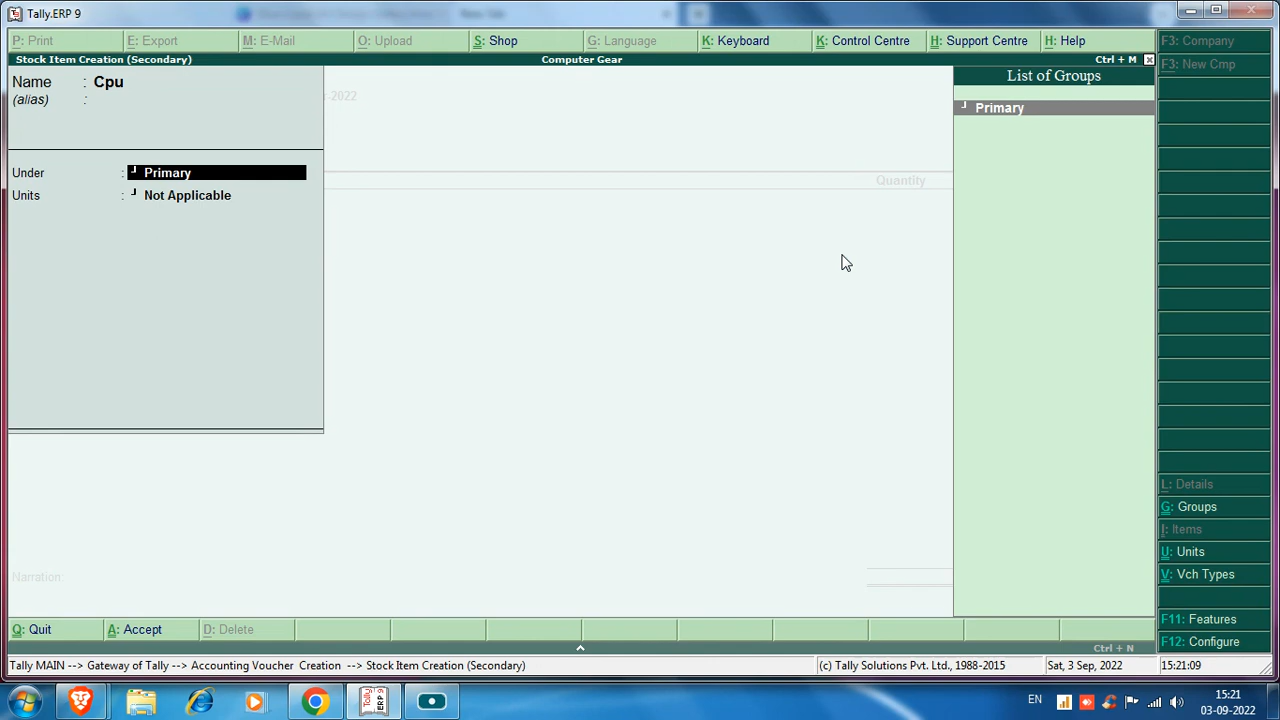 Tally.ERP 9
P: Print
E: Export
M: E-Mail
O: Upload
S: Shop
G: Language
K: Keyboard
K: Control Centre
H: Support Centre
H: Help
F3: Company
F3: New Cmp
Stock Item Creation (Secondary)
Computer Gear
Ctrl + M
Name : Cpu
(alias) :
r-2022
List of Groups
Primary
Under : Primary
Units : Not Applicable
Quantity
L: Details
G: Groups
I: Items
U: Units
V: Vch Types
F11: Features
F12: Configure
Narration:
Q: Quit
A: Accept
D: Delete
Ctrl + N
Tally MAIN --> Gateway of Tally --> Accounting Voucher Creation --> Stock Item Creation (Secondary)
(c) Tally Solutions Pvt. Ltd., 1988-2015
Sat, 3 Sep, 2022
15:21:09
EN
15:21
03-09-2022